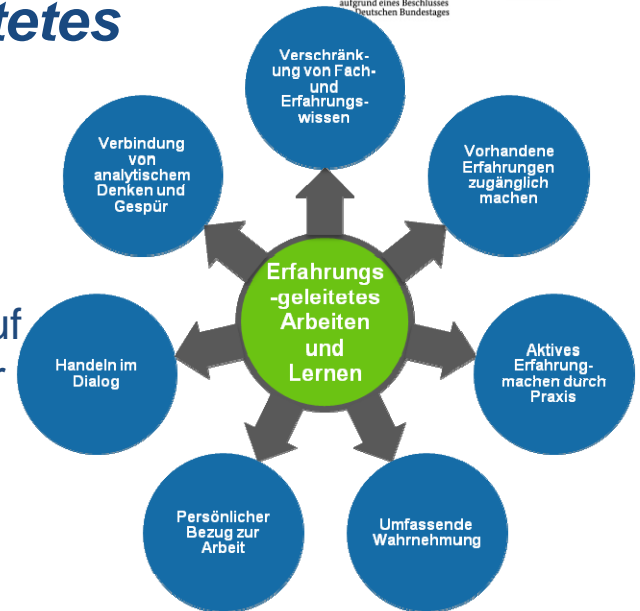 aufgrund eines Beschlusses
Deutschen Bundestages
tetes
Verschränk-
ung von Fach-
und
Erfahrungs-
wissen
Vorhandene
Erfahrungen
zugänglich
machen
Aktives
Erfahrung-
machen durch
Praxis
Umfassende
Wahrnehmung
Persönlicher
Bezug zur
Arbeit
Handeln im
Dialog
Verbindung
von
analytischem
Denken und
Gespür
Erfahrungs
-geleitetes
Arbeiten
und
Lernen
uf